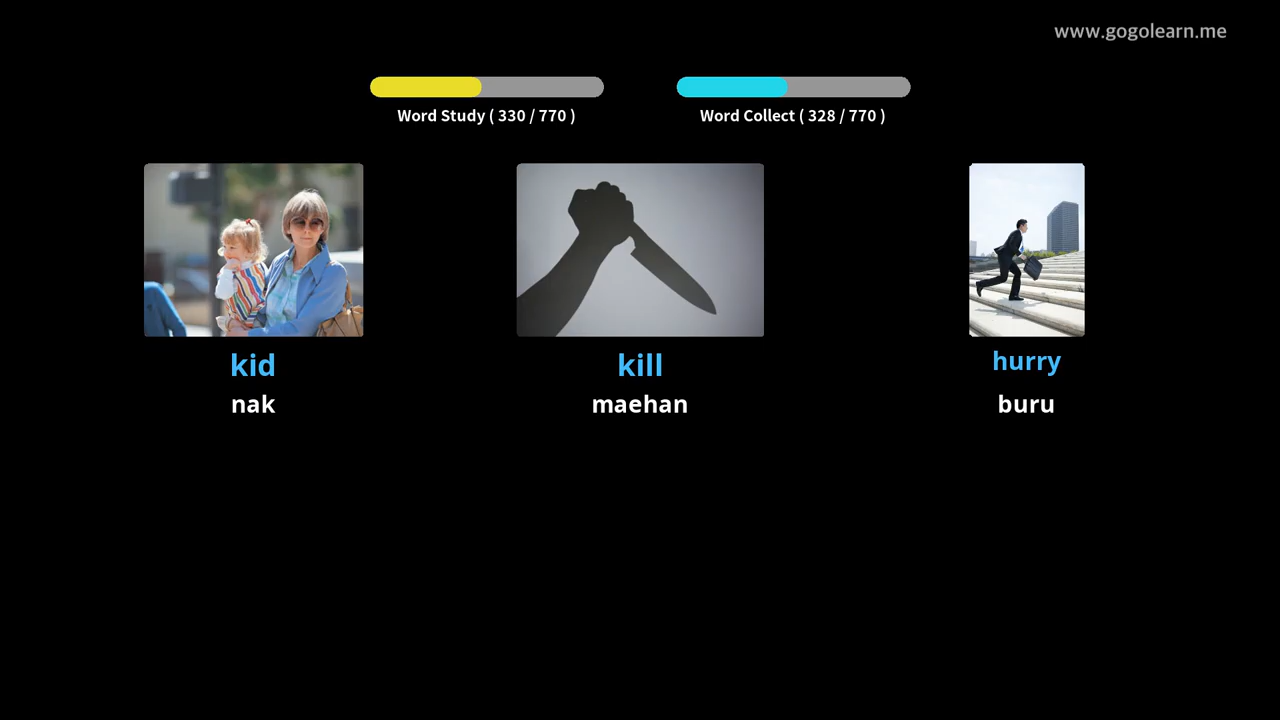 www.gogolearn.me
Word Study ( 330 / 770 )
Word Collect ( 328 / 770 )
kid
nak
kill
maehan
hurry
buru